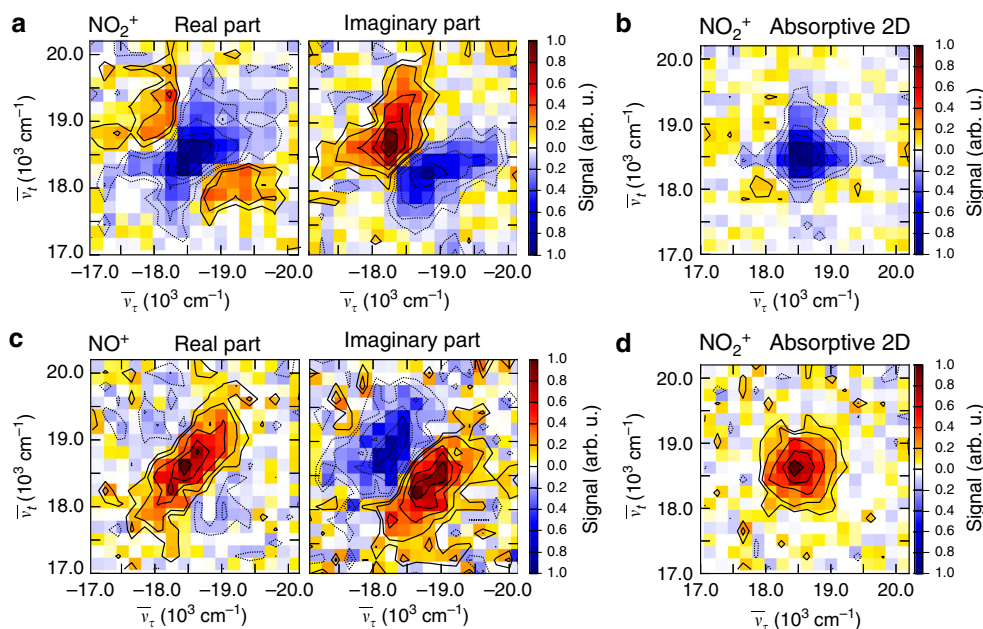 a NO₂⁺ Real part Imaginary part
20.2
19.0
18.0
17.0
ν̄t (10³ cm⁻¹)
−17.0 −18.0 −19.0 −20.0
−17.0 −18.0 −19.0 −20.0
ν̄τ (10³ cm⁻¹)
ν̄τ (10³ cm⁻¹)
1.0
0.8
0.6
0.4
0.2
0.0
0.2
0.4
0.6
0.8
1.0
Signal (arb. u.)
b NO₂⁺ Absorptive 2D
20.2
19.0
18.0
17.0
ν̄t (10³ cm⁻¹)
17.0 18.0 19.0 20.0
ν̄τ (10³ cm⁻¹)
1.0
0.8
0.6
0.4
0.2
0.0
0.2
0.4
0.6
0.8
1.0
Signal (arb. u.)
c NO⁺ Real part Imaginary part
20.0
19.0
18.0
17.0
ν̄t (10³ cm⁻¹)
−17.0 −18.0 −19.0 −20.0
−17.0 −18.0 −19.0 −20.0
ν̄τ (10³ cm⁻¹)
ν̄τ (10³ cm⁻¹)
1.0
0.8
0.6
0.4
0.2
0.0
0.2
0.4
0.6
0.8
1.0
Signal (arb. u.)
d NO₂⁺ Absorptive 2D
20.2
19.0
18.0
17.0
ν̄t (10³ cm⁻¹)
17.0 18.0 19.0 20.0
ν̄τ (10³ cm⁻¹)
1.0
0.8
0.6
0.4
0.2
0.0
0.2
0.4
0.6
0.8
1.0
Signal (arb. u.)